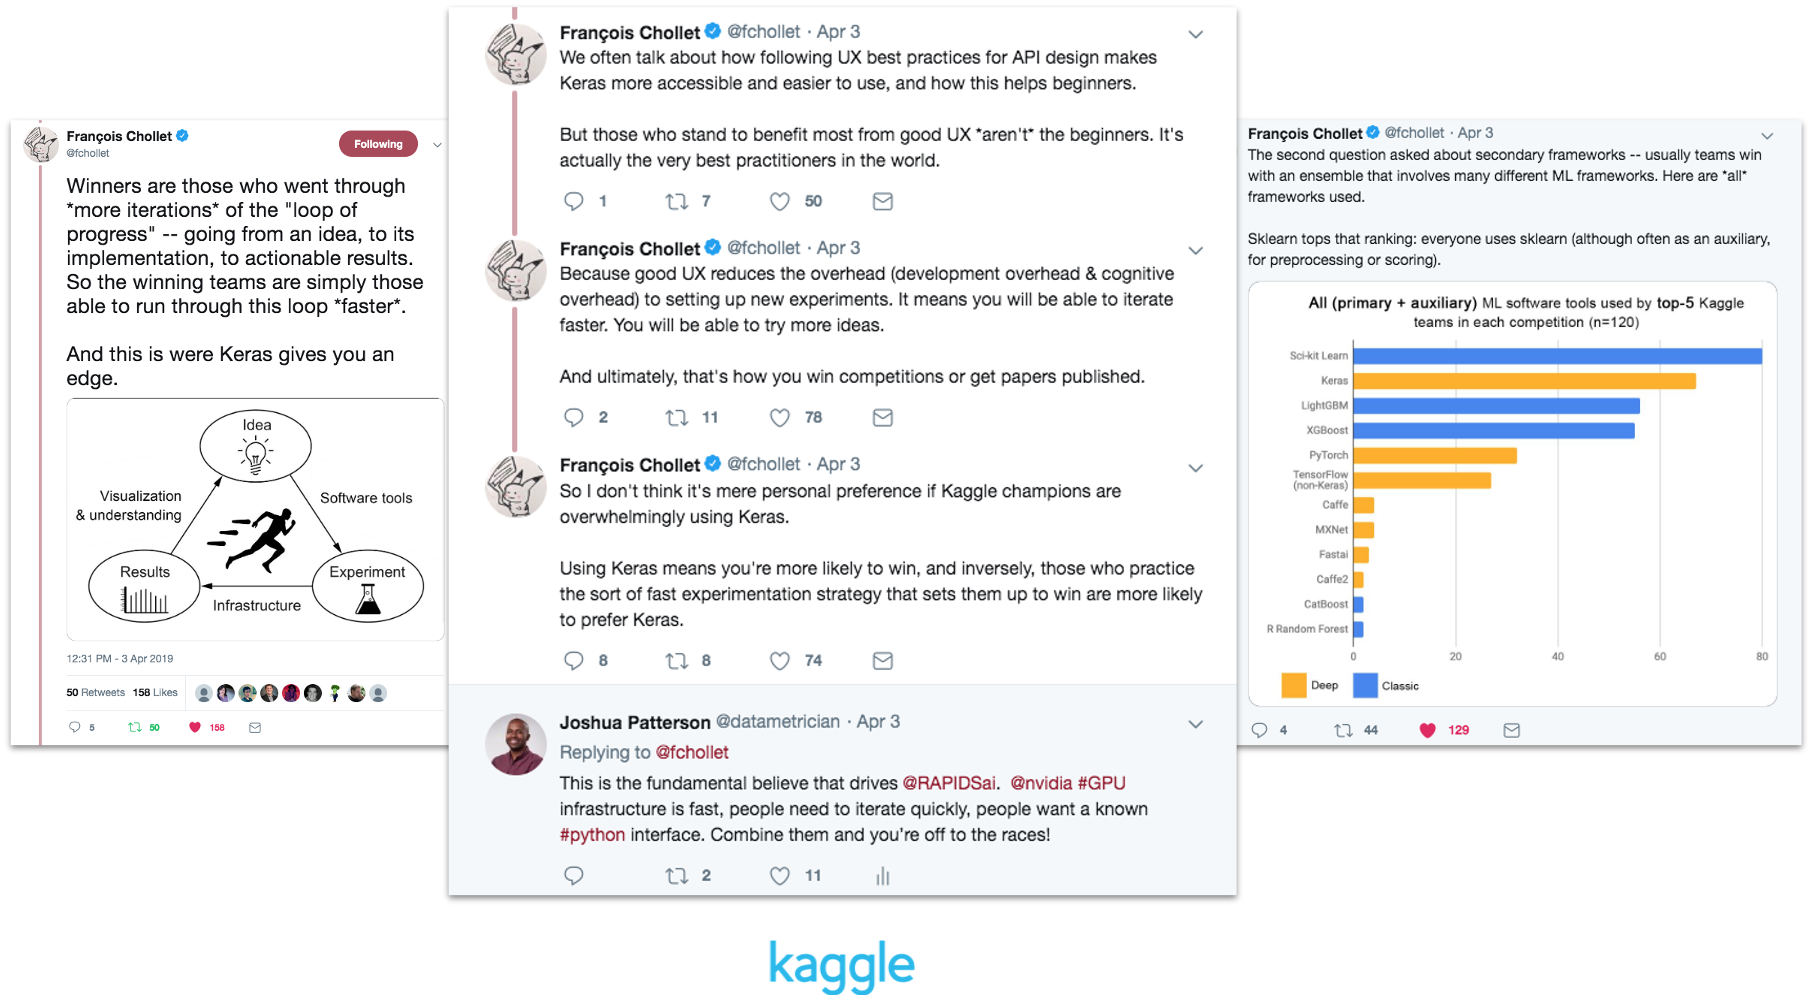 François Chollet
@fchollet
Following
Winners are those who went through
*more iterations* of the "loop of
progress" -- going from an idea, to its
implementation, to actionable results.
So the winning teams are simply those
able to run through this loop *faster*.
And this is were Keras gives you an
edge.
Idea
Visualization
& understanding
Software tools
Results
Experiment
Infrastructure
12:31 PM - 3 Apr 2019
50 Retweets 158 Likes
5 50 158
François Chollet @fchollet · Apr 3
We often talk about how following UX best practices for API design makes
Keras more accessible and easier to use, and how this helps beginners.
But those who stand to benefit most from good UX *aren't* the beginners. It's
actually the very best practitioners in the world.
1 7 50
François Chollet @fchollet · Apr 3
Because good UX reduces the overhead (development overhead & cognitive
overhead) to setting up new experiments. It means you will be able to iterate
faster. You will be able to try more ideas.
And ultimately, that's how you win competitions or get papers published.
2 11 78
François Chollet @fchollet · Apr 3
So I don't think it's mere personal preference if Kaggle champions are
overwhelmingly using Keras.
Using Keras means you're more likely to win, and inversely, those who practice
the sort of fast experimentation strategy that sets them up to win are more likely
to prefer Keras.
8 8 74
Joshua Patterson @datametrician · Apr 3
Replying to @fchollet
This is the fundamental believe that drives @RAPIDSai. @nvidia #GPU
infrastructure is fast, people need to iterate quickly, people want a known
#python interface. Combine them and you're off to the races!
2 11
François Chollet @fchollet · Apr 3
The second question asked about secondary frameworks -- usually teams win
with an ensemble that involves many different ML frameworks. Here are *all*
frameworks used.
Sklearn tops that ranking: everyone uses sklearn (although often as an auxiliary,
for preprocessing or scoring).
All (primary + auxiliary) ML software tools used by top-5 Kaggle
teams in each competition (n=120)
Sci-kit Learn
Keras
LightGBM
XGBoost
PyTorch
TensorFlow
(non-Keras)
Caffe
MXNet
Fastai
Caffe2
CatBoost
R Random Forest
0 20 40 60 80
Deep Classic
4 44 129
kaggle